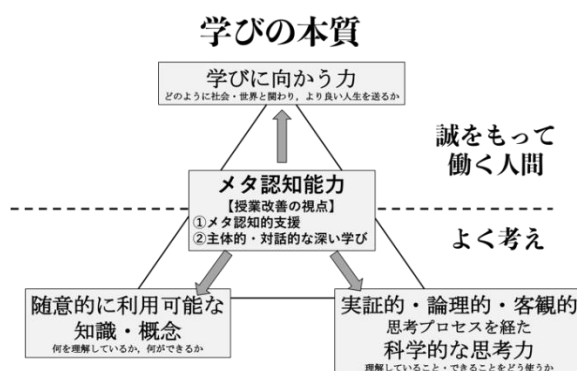 学びの本質
学びに向かう力
どのように社会・世界と関わり，より良い人生を送るか
誠をもって
働く人間
メタ認知能力
【授業改善の視点】
①メタ認知的支援
②主体的・対話的な深い学び
よく考え
随意的に利用可能な
知識・概念
何を理解しているか，何ができるか
実証的・論理的・客観的
思考プロセスを経た
科学的な思考力
理解していること・できることをどう使うか